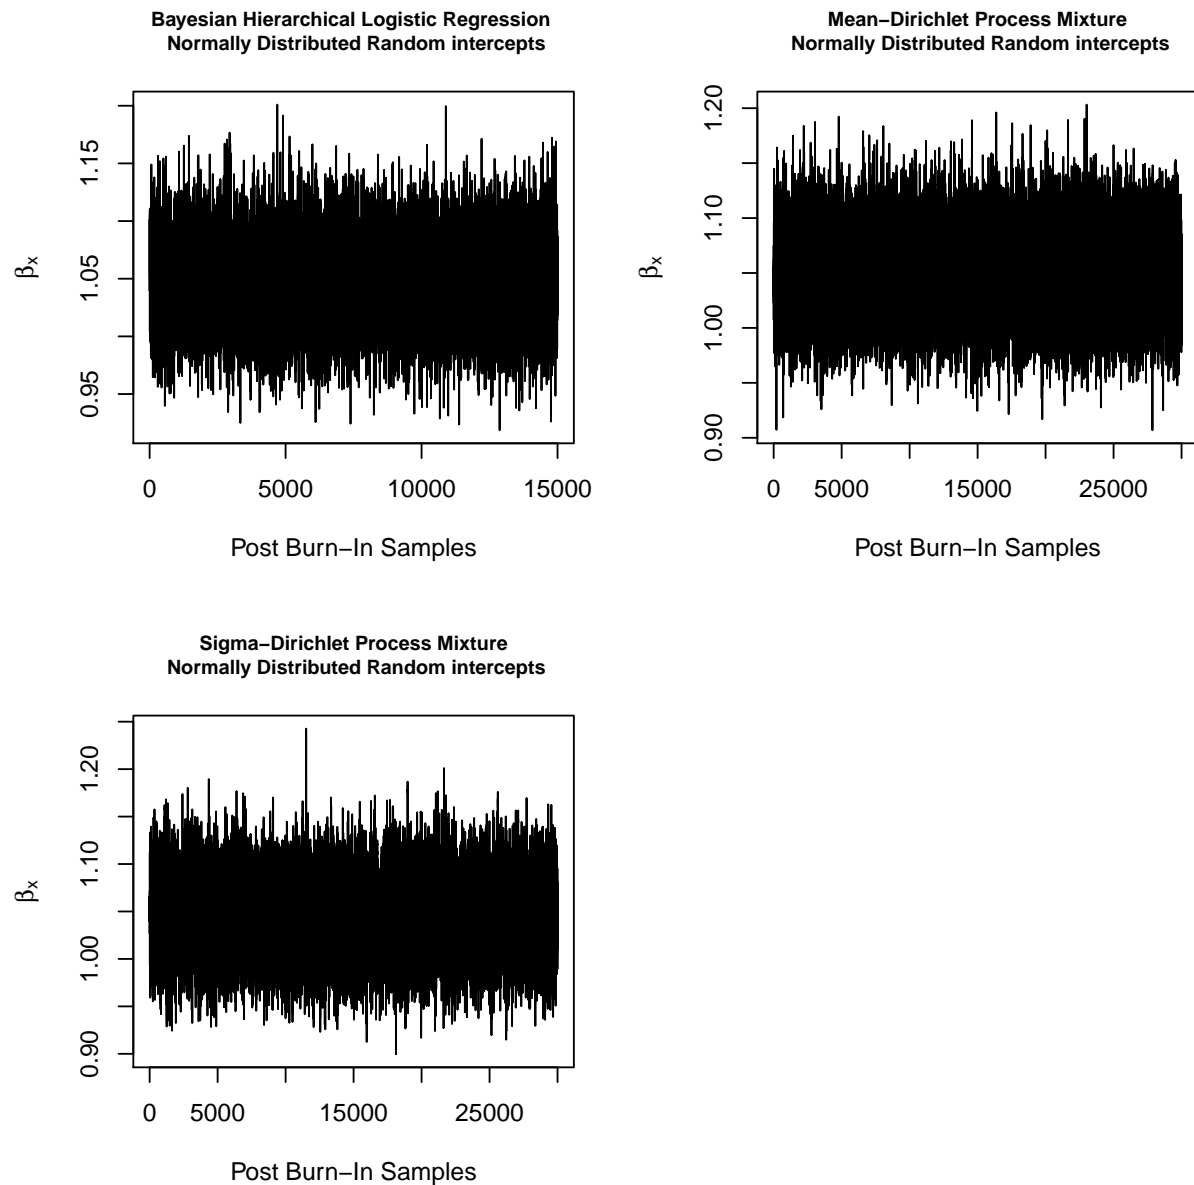 Bayesian Hierarchical Logistic Regression
Normally Distributed Random intercepts
1.15
1.05
0.95
βx
0 5000 10000 15000
Post Burn−In Samples
Mean−Dirichlet Process Mixture
Normally Distributed Random intercepts
1.20
1.10
1.00
0.90
βx
0 5000 15000 25000
Post Burn−In Samples
Sigma−Dirichlet Process Mixture
Normally Distributed Random intercepts
1.20
1.10
1.00
0.90
βx
0 5000 15000 25000
Post Burn−In Samples